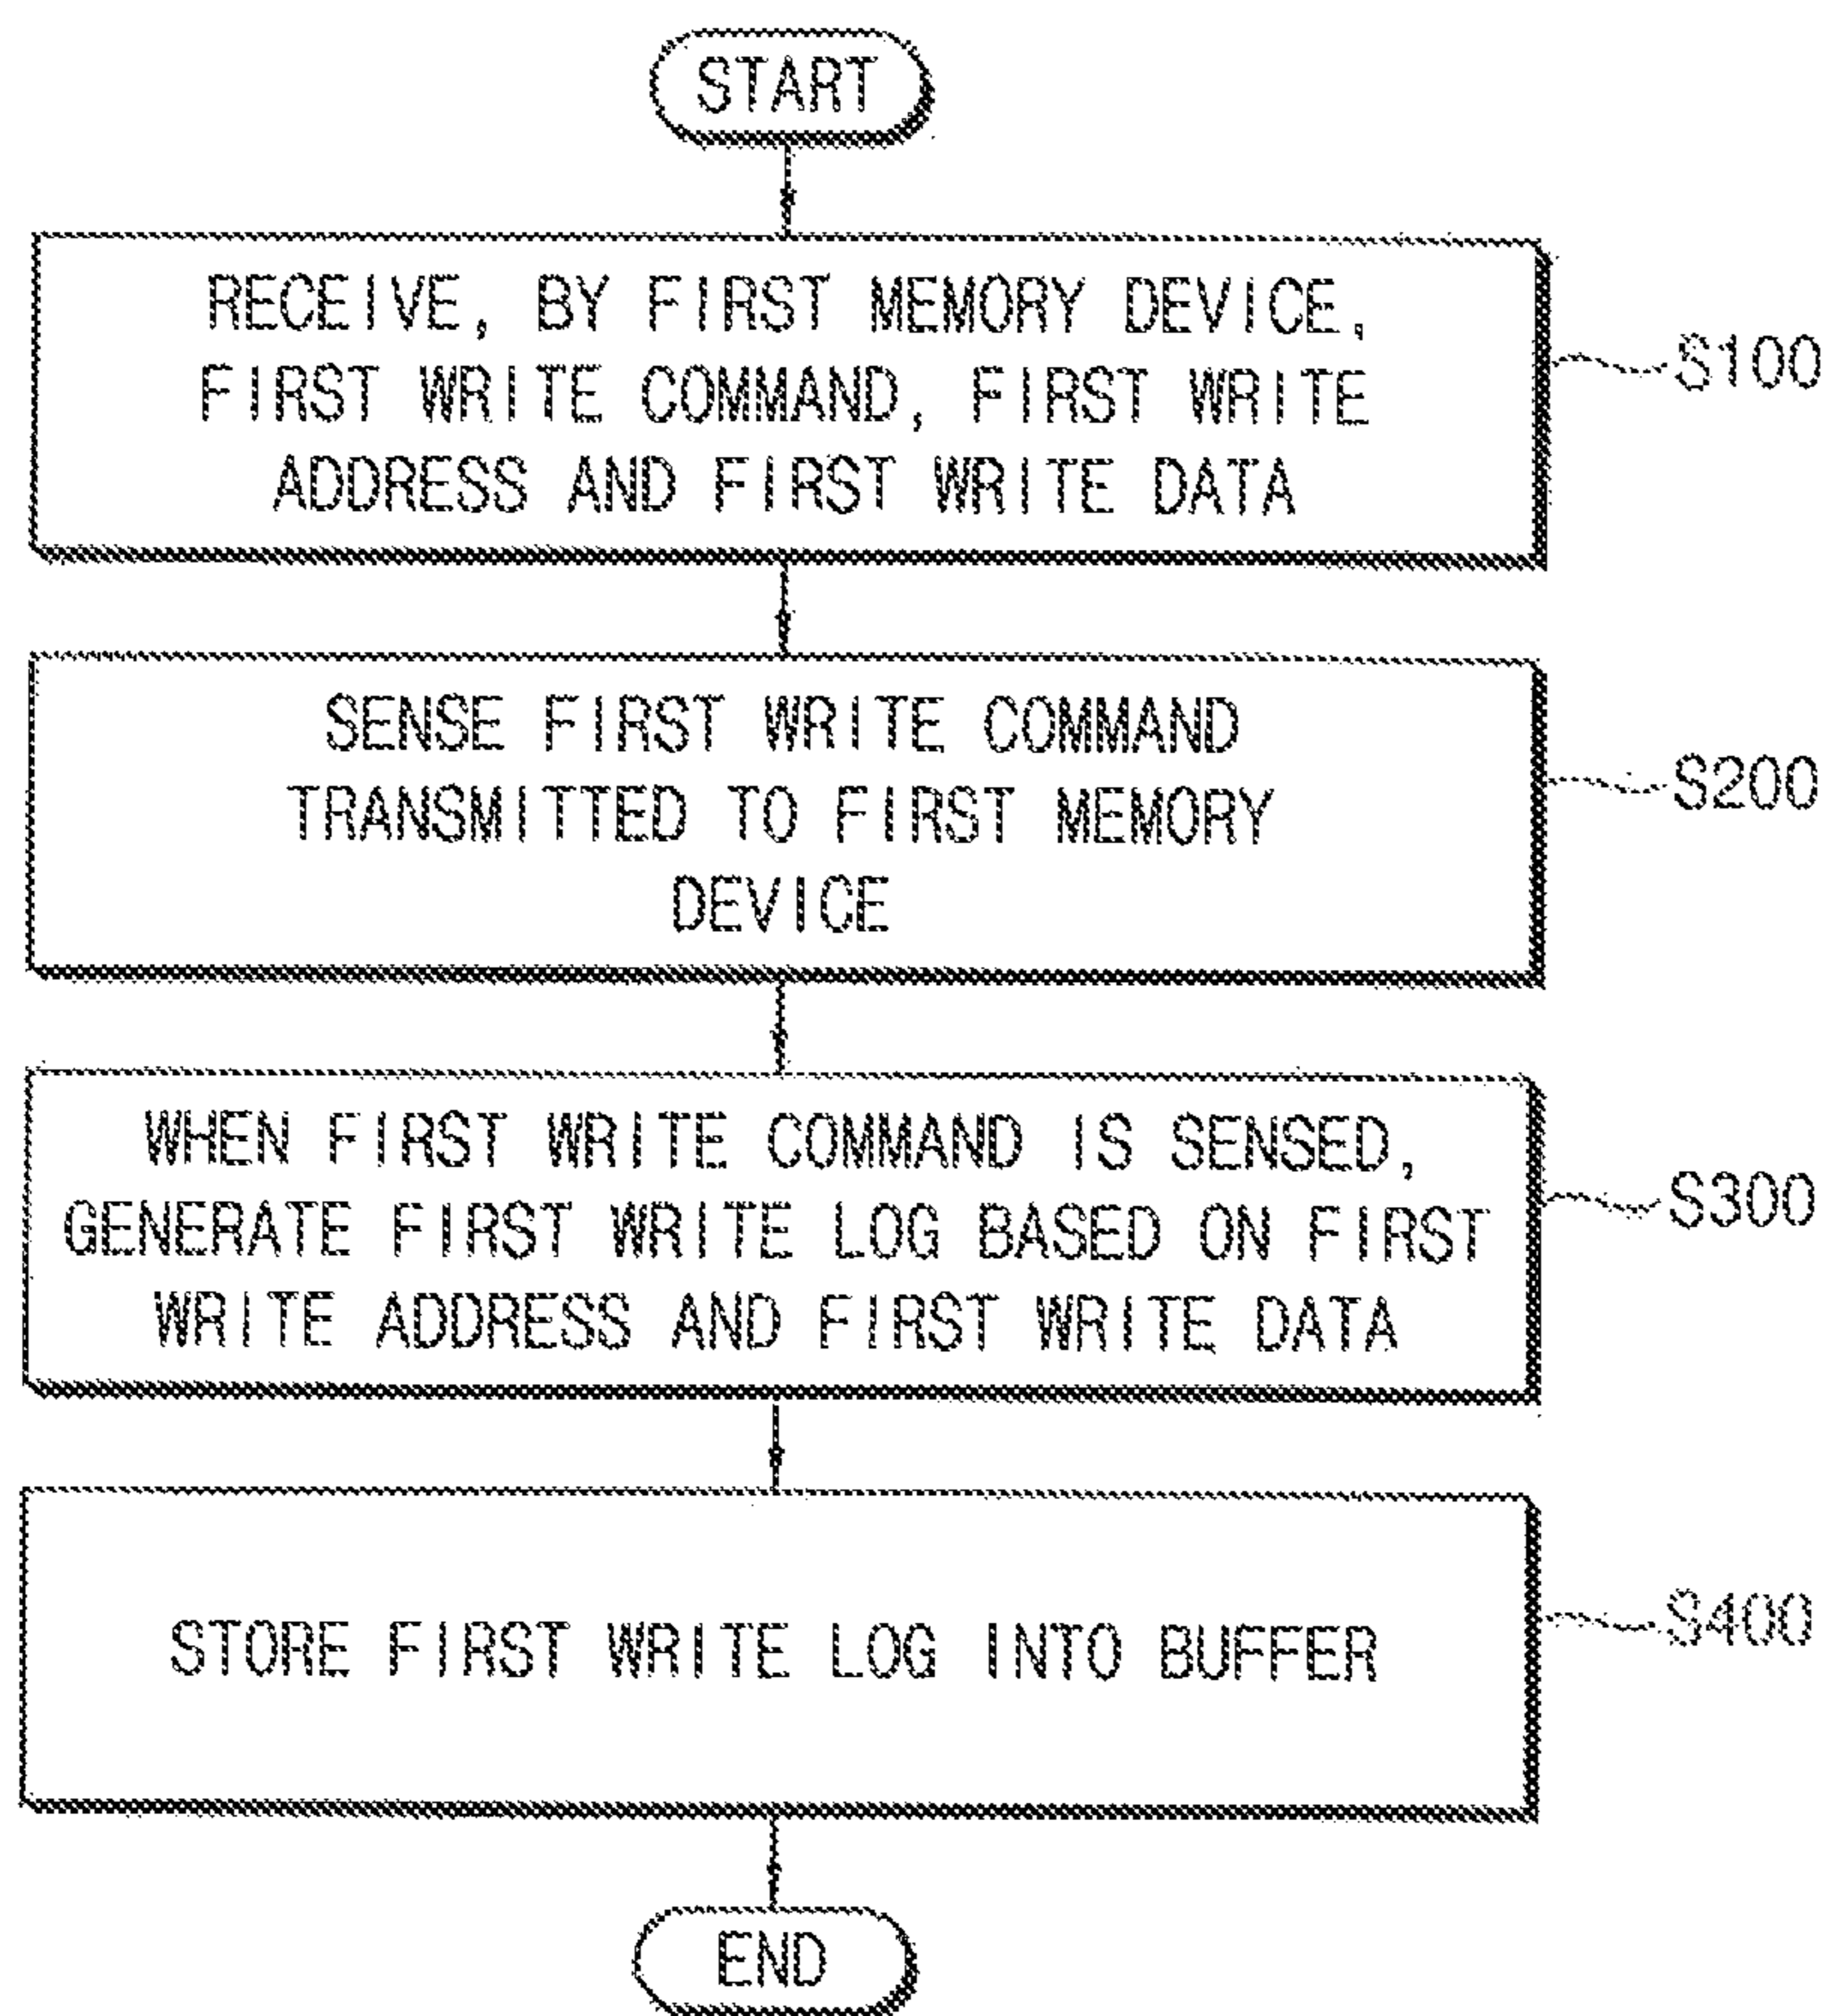 START
RECEIVE, BY FIRST MEMORY DEVICE,
FIRST WRITE COMMAND, FIRST WRITE
ADDRESS AND FIRST WRITE DATA
S100
SENSE FIRST WRITE COMMAND
TRANSMITTED TO FIRST MEMORY
DEVICE
S200
WHEN FIRST WRITE COMMAND IS SENSED,
GENERATE FIRST WRITE LOG BASED ON FIRST
WRITE ADDRESS AND FIRST WRITE DATA
S300
STORE FIRST WRITE LOG INTO BUFFER
S400
END